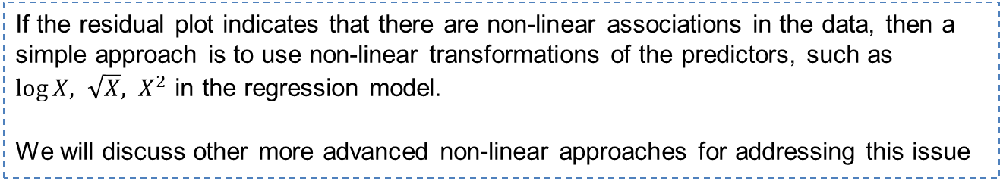 If the residual plot indicates that there are non-linear associations in the data, then a
simple approach is to use non-linear transformations of the predictors, such as
log X, √X, X² in the regression model.
We will discuss other more advanced non-linear approaches for addressing this issue